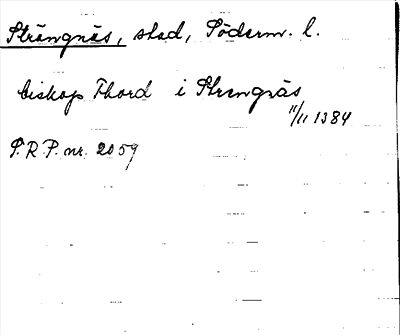 Strängnäs, stad, Söderm. l.
biskop Thord i Strengnäs
11/11 1384
S.R.P. nr. 2059